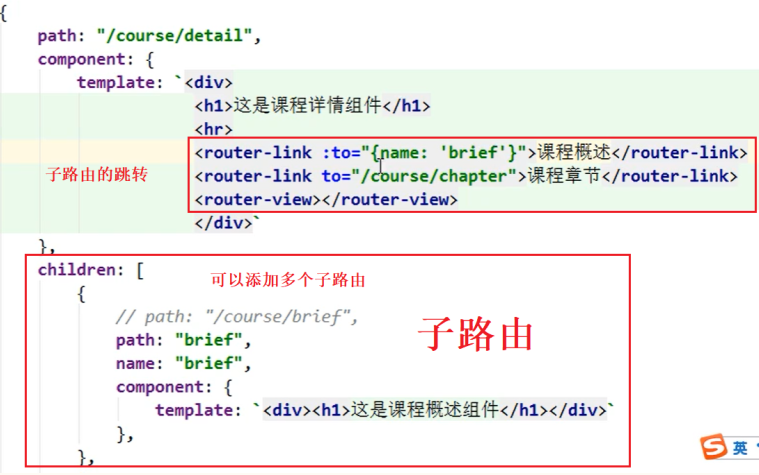 {
path: "/course/detail",
component: {
template: `<div>
<h1>这是课程详情组件</h1>
<hr>
<router-link :to="{name: 'brief'}">课程概述</router-link>
子路由的跳转
<router-link to="/course/chapter">课程章节</router-link>
<router-view></router-view>
</div>`
},
children: [
可以添加多个子路由
{
// path: "/course/brief",
子路由
path: "brief",
name: "brief",
component: {
template: `<div><h1>这是课程概述组件</h1></div>`
},
},
S 英